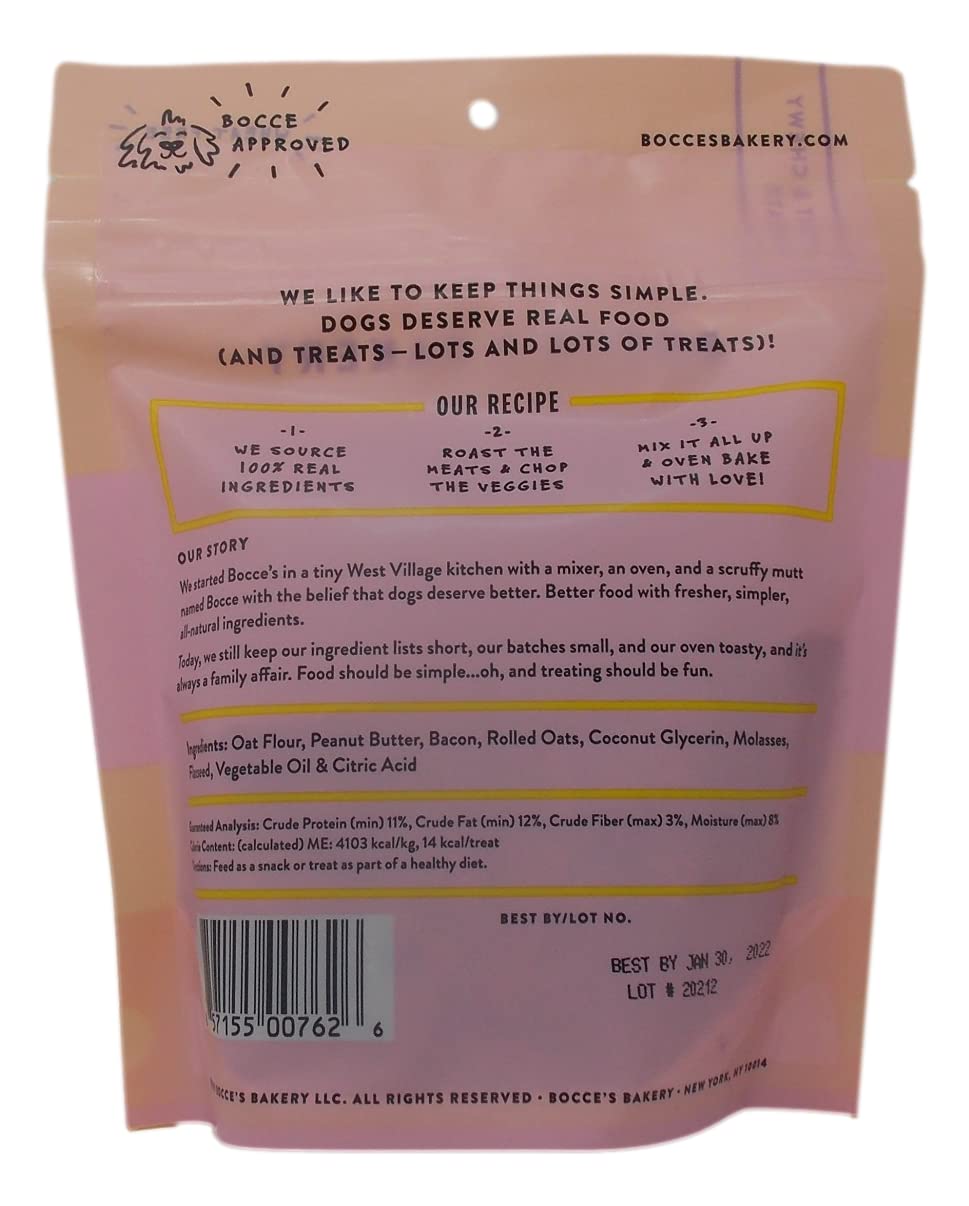 BOCCE
APPROVED
BOCCESBAKERY.COM
WE LIKE TO KEEP THINGS SIMPLE.
DOGS DESERVE REAL FOOD
(AND TREATS—LOTS AND LOTS OF TREATS)!
OUR RECIPE
-1-
WE SOURCE
100% REAL
INGREDIENTS
-2-
ROAST THE
MEATS & CHOP
THE VEGGIES
-3-
MIX IT ALL UP
& OVEN BAKE
WITH LOVE!
OUR STORY
We started Bocce's in a tiny West Village kitchen with a mixer, an oven, and a scruffy mutt
named Bocce with the belief that dogs deserve better. Better food with fresher, simpler,
all-natural ingredients.
Today, we still keep our ingredient lists short, our batches small, and our oven toasty, and it's
always a family affair. Food should be simple...oh, and treating should be fun.
Ingredients: Oat Flour, Peanut Butter, Bacon, Rolled Oats, Coconut Glycerin, Molasses,
Flaxseed, Vegetable Oil & Citric Acid
Guaranteed Analysis: Crude Protein (min) 11%, Crude Fat (min) 12%, Crude Fiber (max) 3%, Moisture (max) 8%
Calorie Content: (calculated) ME: 4103 kcal/kg, 14 kcal/treat
Directions: Feed as a snack or treat as part of a healthy diet.
BEST BY/LOT NO.
BEST BY JAN 30, 2022
LOT # 20212
57155 00762 6
BOCCE'S BAKERY LLC. ALL RIGHTS RESERVED • BOCCE'S BAKERY • NEW YORK, NY 10014